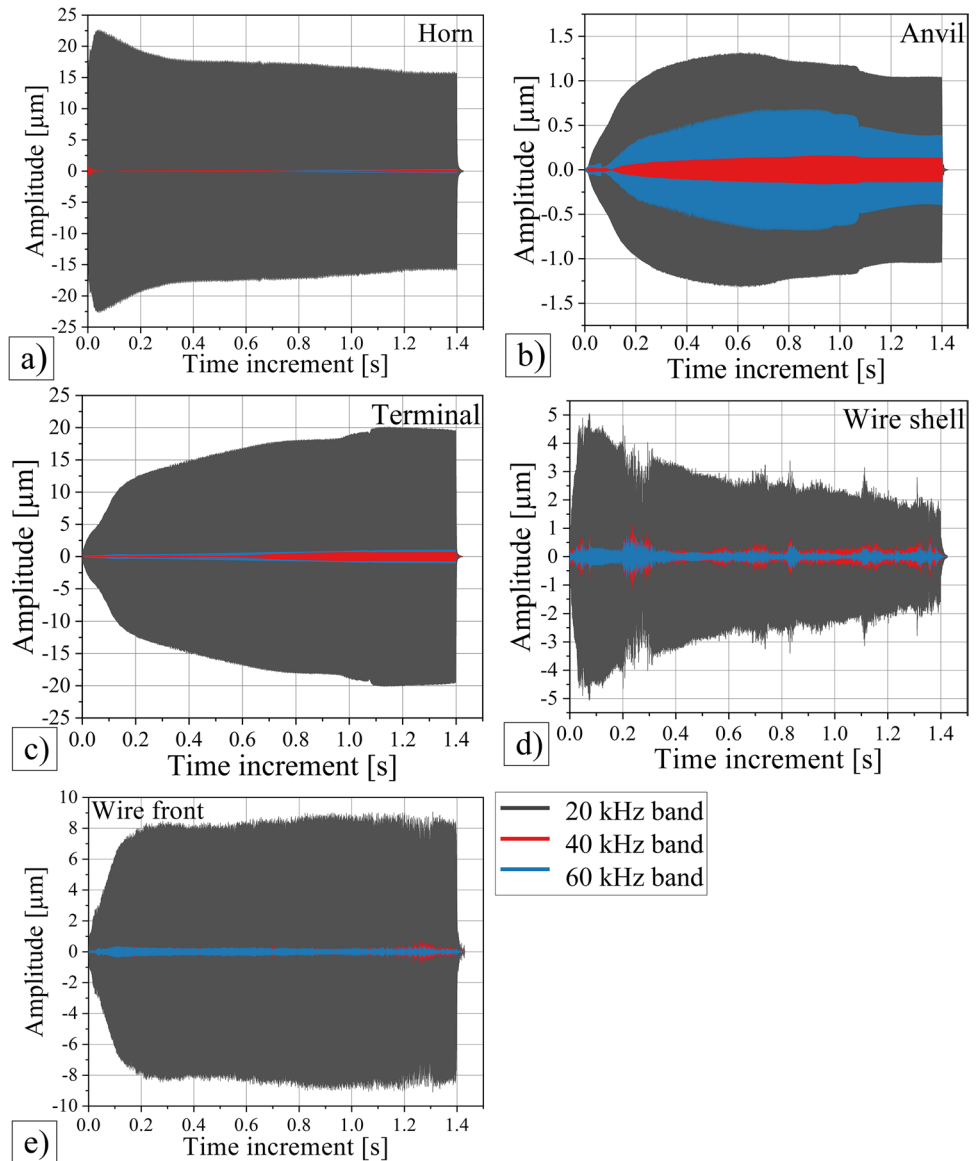 Horn
Amplitude [µm]
25
20
15
10
5
0
-5
-10
-15
-20
-25
0.0 0.2 0.4 0.6 0.8 1.0 1.2 1.4
Time increment [s]
a)
Anvil
Amplitude [µm]
1.5
1.0
0.5
0.0
-0.5
-1.0
-1.5
0.0 0.2 0.4 0.6 0.8 1.0 1.2 1.4
Time increment [s]
b)
Terminal
Amplitude [µm]
25
20
15
10
5
0
-5
-10
-15
-20
-25
0.0 0.2 0.4 0.6 0.8 1.0 1.2 1.4
Time increment [s]
c)
Wire shell
Amplitude [µm]
5
4
3
2
1
0
-1
-2
-3
-4
-5
0.0 0.2 0.4 0.6 0.8 1.0 1.2 1.4
Time increment [s]
d)
Wire front
Amplitude [µm]
10
8
6
4
2
0
-2
-4
-6
-8
-10
0.0 0.2 0.4 0.6 0.8 1.0 1.2 1.4
Time increment [s]
e)
20 kHz band
40 kHz band
60 kHz band